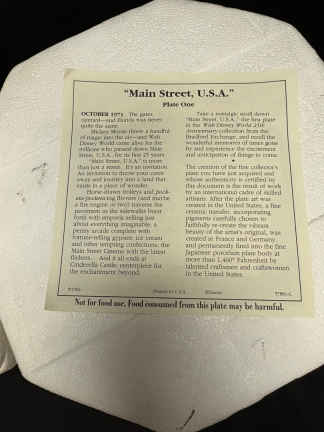 "Main Street, U.S.A."
Plate One
OCTOBER 1971. The gates
opened—and Florida was never
quite the same.
Mickey Mouse threw a handful
of magic into the air—and Walt
Disney World came alive for the
millions who passed down Main
Street, U.S.A., for its first 25 years.
"Main Street, U.S.A." is more
than just a street. It's an invitation.
An invitation to throw your cares
away and journey into a land that
exists in a place of wonder.
Horse-drawn trolleys and
flowers (and maybe
a fire engine or two)
as the sidewalks burst
forth with emporia selling just
about everything imaginable: a
penny arcade complete with
fortune-telling gypsies; ice cream
and other tempting confections; the
Main Street Cinema with the latest
flickers. And it all ends at
Cinderella Castle, centerpiece for
the enchantment beyond.
Take a nostalgic stroll down
"Main Street, U.S.A.," the first plate
in the Walt Disney World 25th
Anniversary collection from the
Bradford Exchange, and recall the
wonderful memories of times gone
by and experience the excitement
and anticipation of things to come.
The creation of the fine collector's
plate you have just acquired and
whose authenticity is certified by
this document is the result of work
by an international cadre of skilled
artisans. After the plate art was
created in the United States, a fine
ceramic transfer, incorporating
pigments carefully chosen to
faithfully re-create the vibrant
beauty of the artist's original, was
created in France and Germany
and permanently fired into the fine
Japanese porcelain plate body at
more than 1,400° Fahrenheit by
talented craftsmen and craftswomen
in the United States.
©Disney
Not for food use. Food consumed from this plate may be harmful.